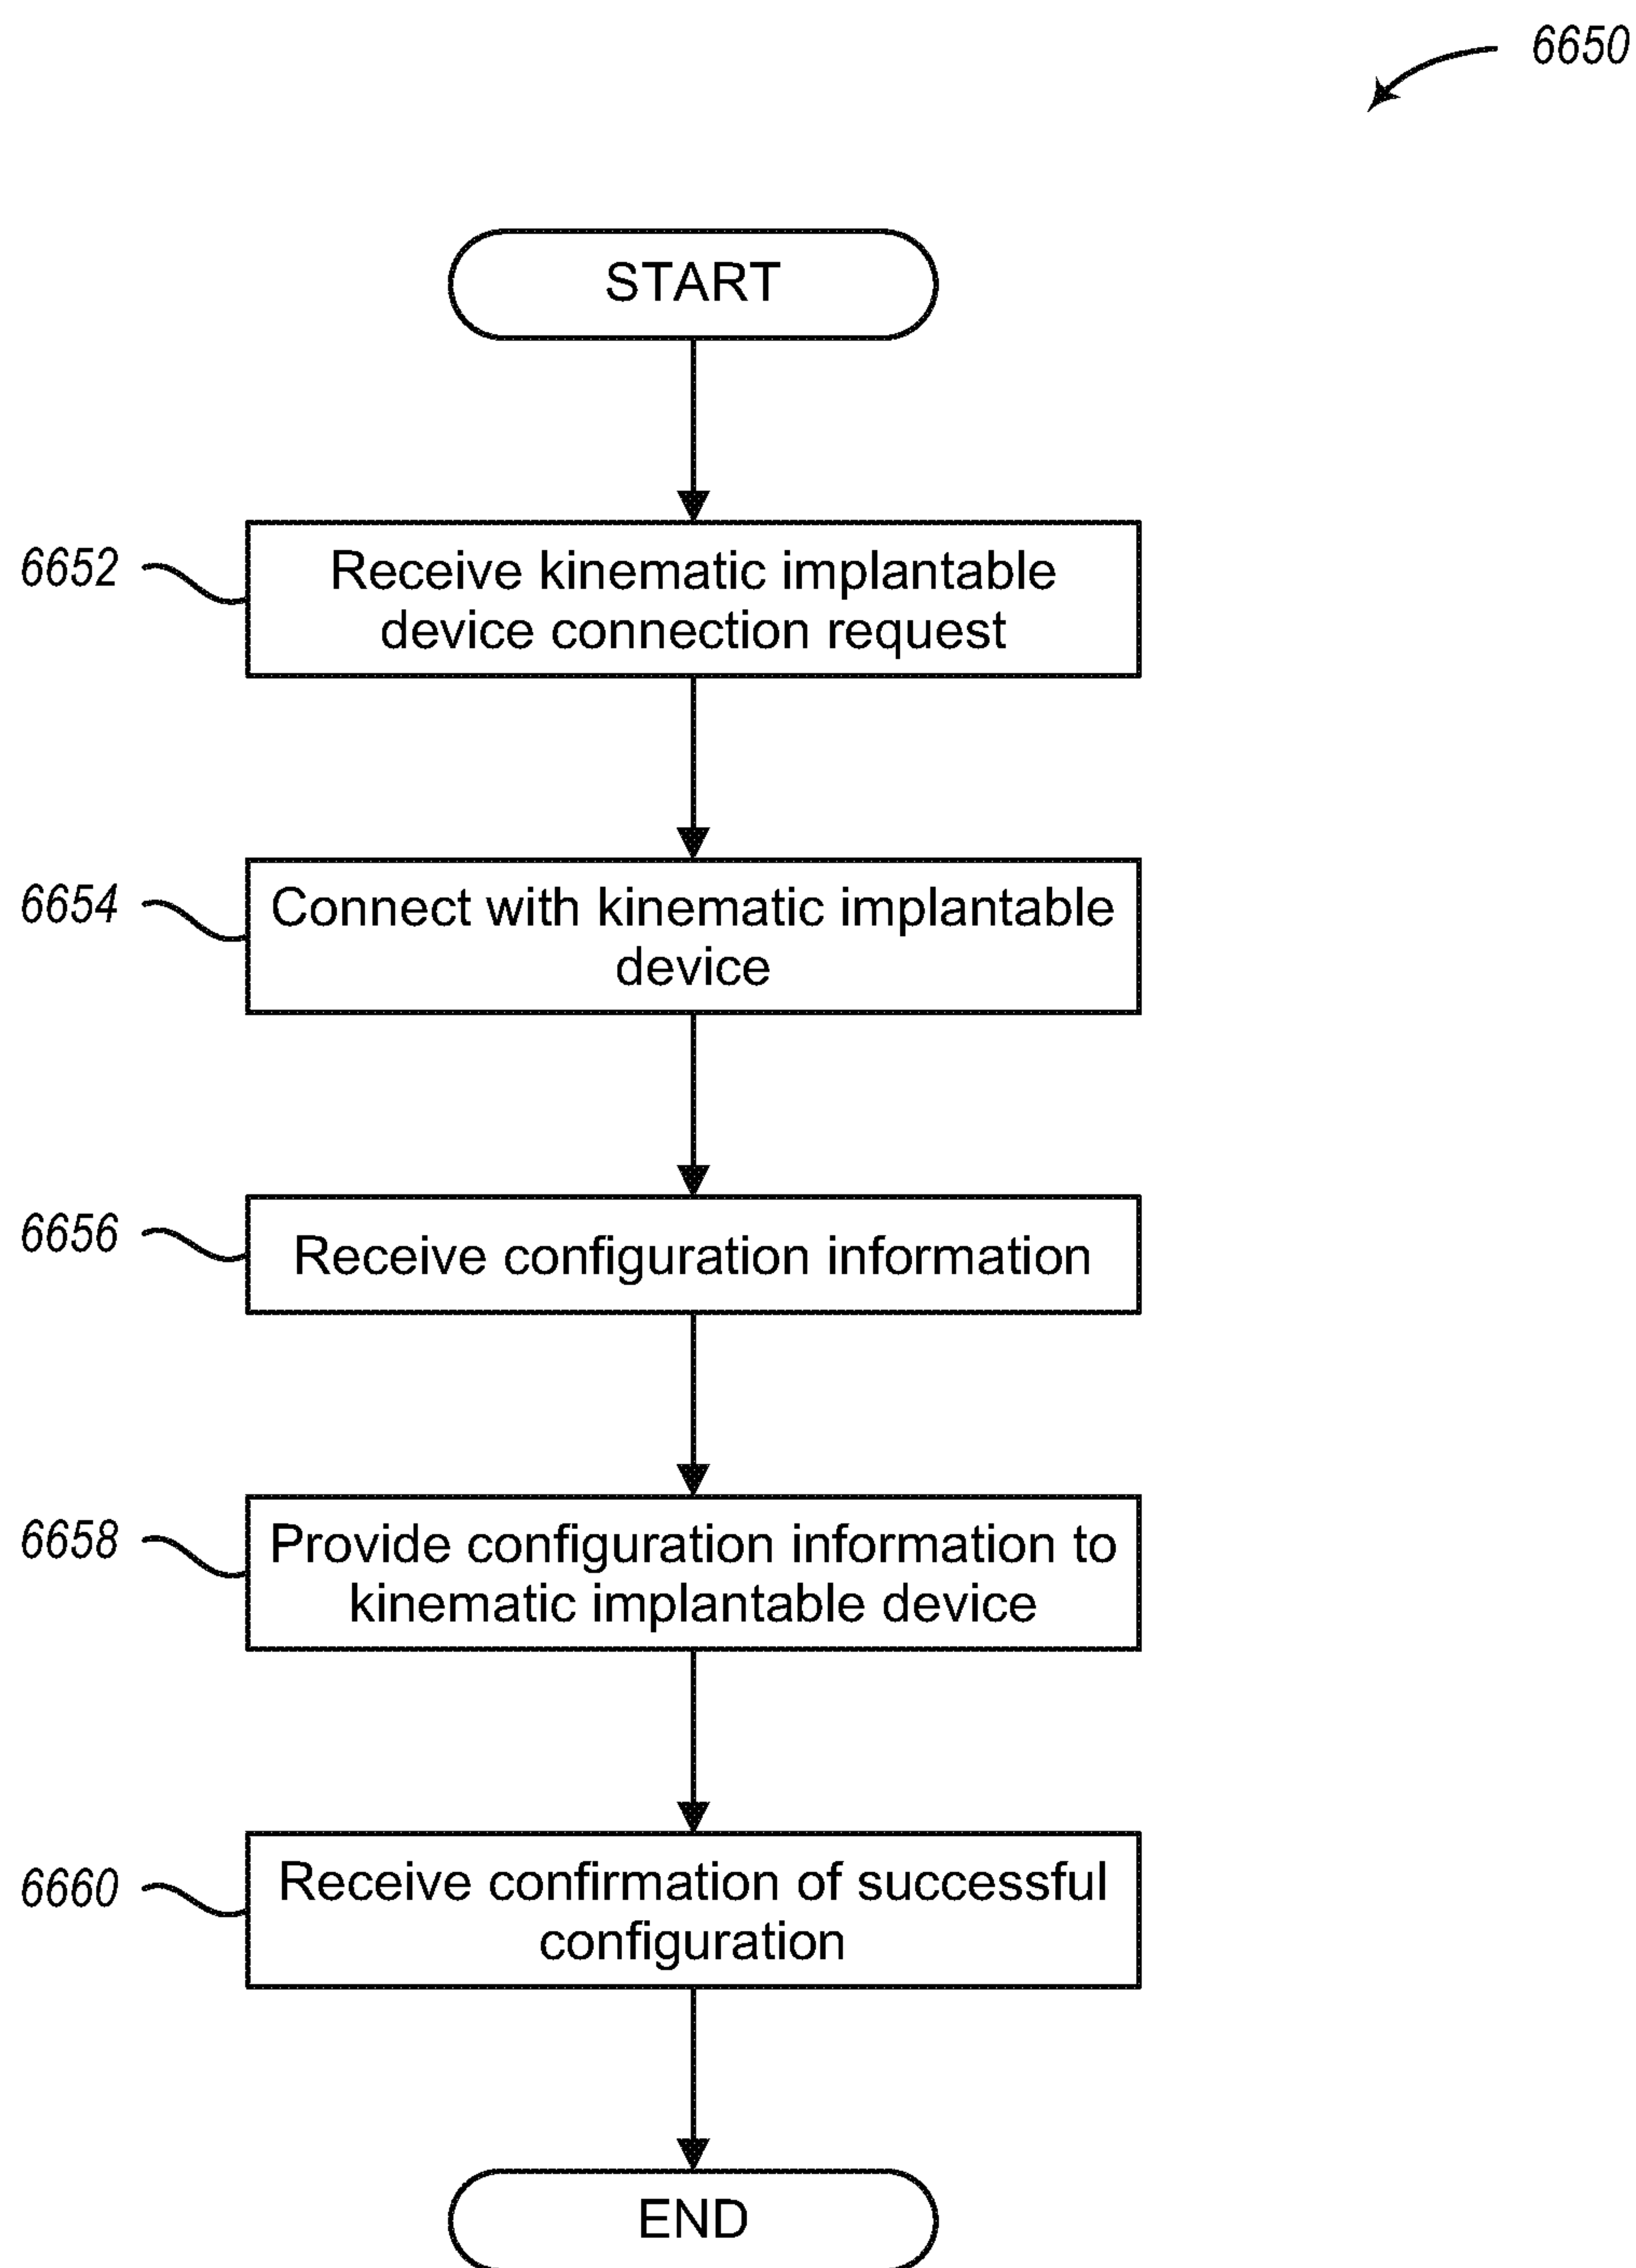 6650
START
6652
Receive kinematic implantable
device connection request
6654
Connect with kinematic implantable
device
6656
Receive configuration information
6658
Provide configuration information to
kinematic implantable device
6660
Receive confirmation of successful
configuration
END